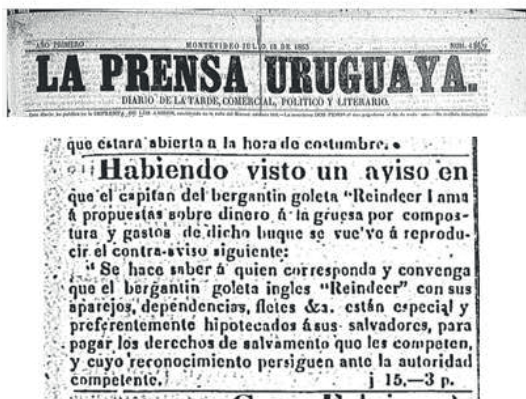 AÑO PRIMERO MONTEVIDEO JULIO 15 DE 1863 NUM.
LA PRENSA URUGUAYA.
DIARIO DE LA TARDE, COMERCIAL, POLITICO Y LITERARIO.
que estara abierta a la hora de costumbre.
Habiendo visto un aviso en
que el capitan del bergantin goleta "Reindeer l ama
á propuestas sobre dinero á la gruesa por compos-
tura y gastos de dicho buque se vue've á reprodu-
cir el contra-aviso siguiente:
"Se hace saber á quien corresponda y convenga
que el bergantin goleta ingles "Reindeer" con sus
aparejos, dependencias, fletes &a. están especial y
preferentemente hipotecados á sus salvadores, para
pagar los derechos de salvamento que les competen,
y cuyo reconocimiento persiguen ante la autoridad
competente. j 15.—3 p.